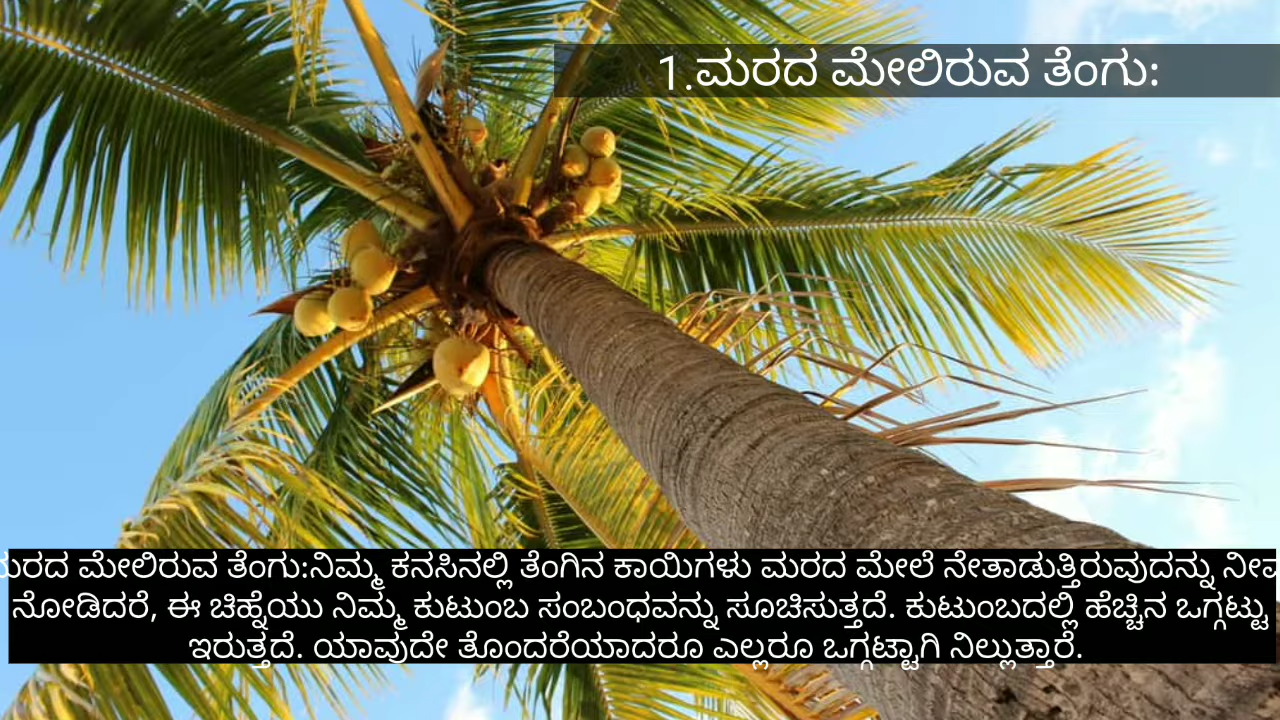 1.ಮರದ ಮೇಲಿರುವ ತೆಂಗು:
ಮರದ ಮೇಲಿರುವ ತೆಂಗು:ನಿಮ್ಮ ಕನಸಿನಲ್ಲಿ ತೆಂಗಿನ ಕಾಯಿಗಳು ಮರದ ಮೇಲೆ ನೇತಾಡುತ್ತಿರುವುದನ್ನು ನೀವು
ನೋಡಿದರೆ, ಈ ಚಿಹ್ನೆಯು ನಿಮ್ಮ ಕುಟುಂಬ ಸಂಬಂಧವನ್ನು ಸೂಚಿಸುತ್ತದೆ. ಕುಟುಂಬದಲ್ಲಿ ಹೆಚ್ಚಿನ ಒಗ್ಗಟ್ಟು
ಇರುತ್ತದೆ. ಯಾವುದೇ ತೊಂದರೆಯಾದರೂ ಎಲ್ಲರೂ ಒಗ್ಗಟ್ಟಾಗಿ ನಿಲ್ಲುತ್ತಾರೆ.